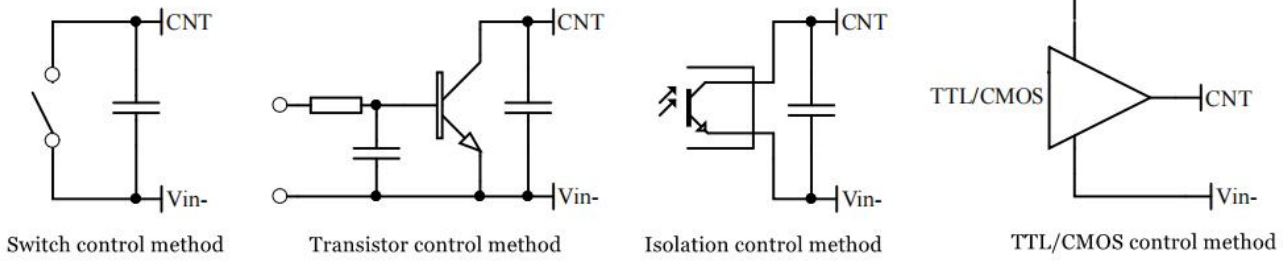 CNT
Vin-
Switch control method
CNT
Vin-
Transistor control method
CNT
Vin-
Isolation control method
TTL/CMOS
CNT
Vin-
TTL/CMOS control method